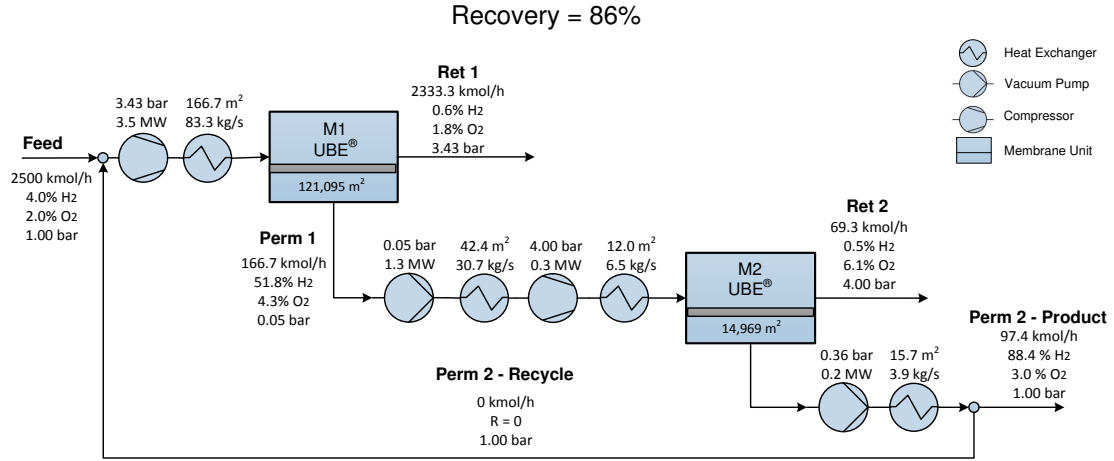 Recovery = 86%
Heat Exchanger
Vacuum Pump
Compressor
Membrane Unit
Feed
2500 kmol/h
4.0% H2
2.0% O2
1.00 bar
3.43 bar
3.5 MW
166.7 m²
83.3 kg/s
M1
UBE®
121,095 m²
Ret 1
2333.3 kmol/h
0.6% H2
1.8% O2
3.43 bar
Perm 1
166.7 kmol/h
51.8% H2
4.3% O2
0.05 bar
0.05 bar
1.3 MW
42.4 m²
30.7 kg/s
4.00 bar
0.3 MW
12.0 m²
6.5 kg/s
M2
UBE®
14,969 m²
Ret 2
69.3 kmol/h
0.5% H2
6.1% O2
4.00 bar
0.36 bar
0.2 MW
15.7 m²
3.9 kg/s
Perm 2 - Product
97.4 kmol/h
88.4 % H2
3.0 % O2
1.00 bar
Perm 2 - Recycle
0 kmol/h
R = 0
1.00 bar